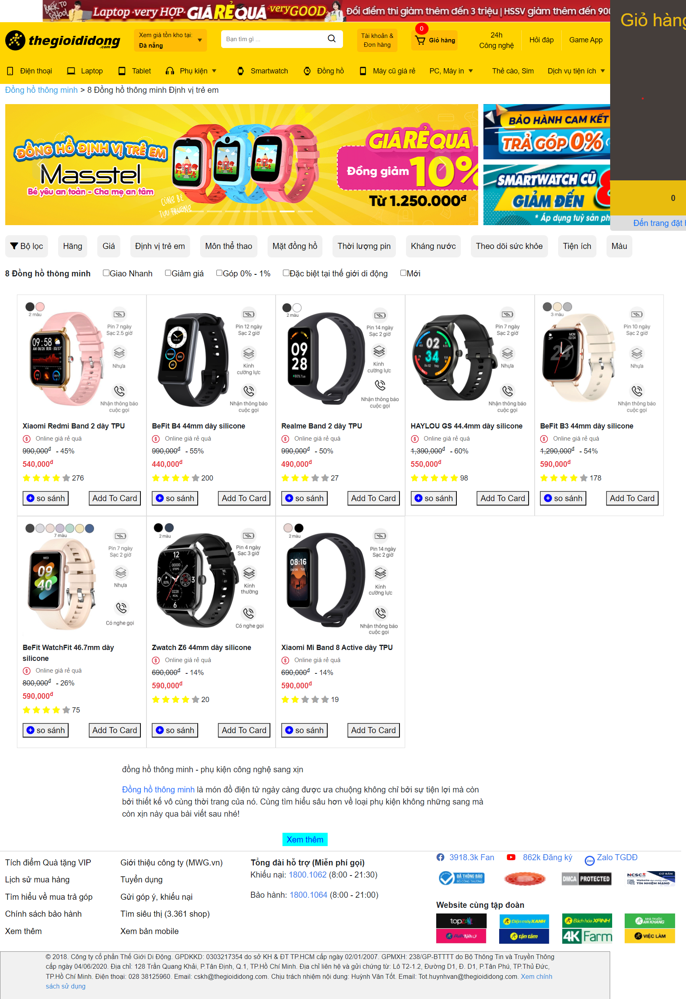 BACK TO SCHOOL Laptop -very HỢP- GIÁ RẺ QUÁ -very GOOD Đổi điểm thi giảm thêm đến 3 triệu | HSSV giảm thêm đến 90
thegioididong.com
Xem giá tồn kho tại:
Đà nẵng
Bạn tìm gì ...
Tài khoản &
Đơn hàng
0
Giỏ hàng
24h
Công nghệ
Hỏi đáp
Game App
Giỏ hàng
Điện thoại
Laptop
Tablet
Phụ kiện
Smartwatch
Đồng hồ
Máy cũ giá rẻ
PC, Máy in
Thẻ cào, Sim
Dịch vụ tiện ích
Đồng hồ thông minh > 8 Đồng hồ thông minh Định vị trẻ em
ĐỒNG HỒ ĐỊNH VỊ TRẺ EM
Masstel
Bé yêu an toàn - Cha mẹ an tâm
CÙNG BÉ
TỰU TRƯỜNG
GIÁ RẺ QUÁ
Đồng giảm 10%
Từ 1.250.000đ
BẢO HÀNH CAM KẾT
TRẢ GÓP 0%
SMARTWATCH CŨ
GIẢM ĐẾN 8
* Áp dụng tuỳ sản ph
0
Đến trang đặt h
Bộ lọc
Hãng
Giá
Định vị trẻ em
Môn thể thao
Mặt đồng hồ
Thời lượng pin
Kháng nước
Theo dõi sức khỏe
Tiện ích
Màu
8 Đồng hồ thông minh
Giao Nhanh
Giảm giá
Góp 0% - 1%
Đặc biệt tại thế giới di động
Mới
2 màu
Pin 7 ngày
Sạc 2.5 giờ
Nhựa
Nhận thông báo
cuộc gọi
09:58
Xiaomi Redmi Band 2 dây TPU
Online giá rẻ quá
990,000đ - 45%
540,000đ
276
so sánh
Add To Card
Pin 12 ngày
Sạc 2 giờ
Kính
cường lực
Nhận thông báo
cuộc gọi
BeFit B4 44mm dây silicone
Online giá rẻ quá
990,000đ - 55%
440,000đ
200
so sánh
Add To Card
2 màu
Pin 14 ngày
Sạc 2 giờ
Kính
cường lực
Nhận thông báo
cuộc gọi
09
28
80% Tue
Realme Band 2 dây TPU
Online giá rẻ quá
990,000đ - 50%
490,000đ
27
so sánh
Add To Card
Pin 7 ngày
Sạc 2 giờ
Nhựa
Nhận thông báo
cuộc gọi
02
34
HAYLOU GS 44.4mm dây silicone
Online giá rẻ quá
1,390,000đ - 60%
550,000đ
98
so sánh
Add To Card
3 màu
Pin 10 ngày
Sạc 2 giờ
Nhựa
Nhận thông báo
cuộc gọi
MON
02/24
24
BeFit B3 44mm dây silicone
Online giá rẻ quá
1,290,000đ - 54%
590,000đ
178
so sánh
Add To Card
7 màu
Pin 7 ngày
Sạc 2 giờ
Nhựa
Có nghe gọi
WED
09
40
BeFit WatchFit 46.7mm dây
silicone
Online giá rẻ quá
800,000đ - 26%
590,000đ
75
so sánh
Add To Card
2 màu
Pin 4 ngày
Sạc 3 giờ
Kính
thường
Có nghe gọi
12
00000
STEPS
9
80%
3
0228
KCAL
6
Zwatch Z6 44mm dây silicone
Online giá rẻ quá
690,000đ - 14%
590,000đ
20
so sánh
Add To Card
2 màu
Pin 14 ngày
Sạc 2 giờ
Kính
cường lực
Nhận thông báo
cuộc gọi
08:16
04/06 TUE
Xiaomi Mi Band 8 Active dây TPU
Online giá rẻ quá
690,000đ - 14%
590,000đ
19
so sánh
Add To Card
đồng hồ thông minh - phụ kiện công nghệ sang xịn
Đồng hồ thông minh là món đồ điện tử ngày càng được ưa chuộng không chỉ bởi sự tiện lợi mà còn
bởi thiết kế vô cùng thời trang của nó. Cùng tìm hiểu sâu hơn về loại phụ kiện không những sang mà
còn xịn này qua bài viết sau nhé!
Xem thêm
Tích điểm Quà tặng VIP
Lịch sử mua hàng
Tìm hiểu về mua trả góp
Chính sách bảo hành
Xem thêm
Giới thiệu công ty (MWG.vn)
Tuyển dụng
Gửi góp ý, khiếu nại
Tìm siêu thị (3.361 shop)
Xem bản mobile
Tổng đài hỗ trợ (Miễn phí gọi)
Khiếu nại: 1800.1062 (8:00 - 21:30)
Bảo hành: 1800.1064 (8:00 - 21:00)
3918.3k Fan
862k Đăng ký
Zalo
Zalo TGDĐ
ĐÃ THÔNG BÁO
BỘ CÔNG THƯƠNG
DMCA PROTECTED
NCSC
CƠ BẢN
TÍN NHIỆM MẠNG
Website cùng tập đoàn
topzone
Điện máy XANH
Bách hóa XANH
NHÀ THUỐC
AN KHANG
AVAKids
tận tâm
4KFarm
VIỆC LÀM
© 2018. Công ty cổ phần Thế Giới Di Động. GPDKKD: 0303217354 do sở KH & ĐT TP.HCM cấp ngày 02/01/2007. GPMXH: 238/GP-BTTTT do Bộ Thông Tin và Truyền Thông
cấp ngày 04/06/2020. Địa chỉ: 128 Trần Quang Khải, P.Tân Định, Q.1, TP.Hồ Chí Minh. Địa chỉ liên hệ và gửi chứng từ: Lô T2-1.2, Đường D1, Đ. D1, P.Tân Phú, TP.Thủ Đức,
TP.Hồ Chí Minh. Điện thoại: 028 38125960. Email: cskh@thegioididong.com. Chịu trách nhiệm nội dung: Huỳnh Văn Tốt. Email: Tot.huynhvan@thegioididong.com. Xem chính
sách sử dụng